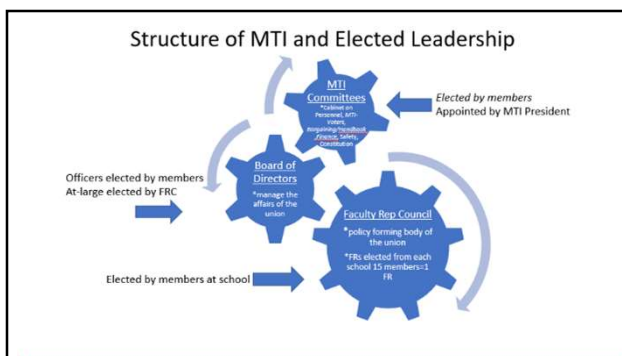 Structure of MTI and Elected Leadership
MTI
Committees
*Cabinet on
Personnel, MTI-
Voters,
Bargaining/Handbook
Finance, Safety,
Constitution
Elected by members
Appointed by MTI President
Board of
Directors
*manage the
affairs of the
union
Officers elected by members
At-large elected by FRC
Faculty Rep Council
*policy forming body of
the union
*FRs elected from each
school 15 members=1
FR
Elected by members at school